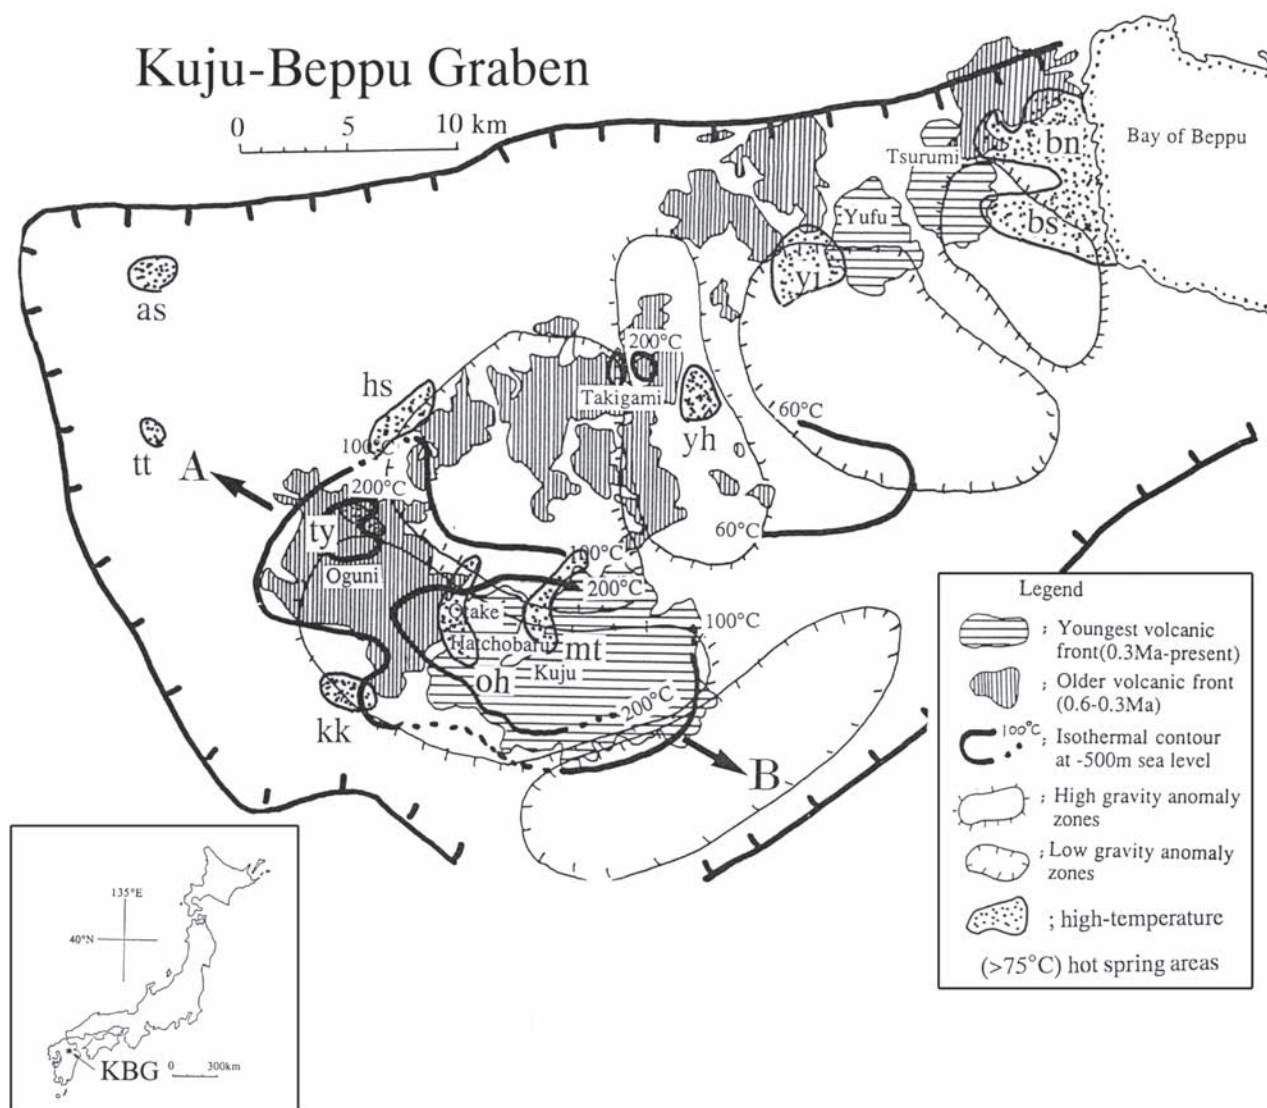 Kuju-Beppu Graben
0 5 10 km
Bay of Beppu
bn
Tsurumi
bs
Yufu
yi
as
200°C
hs
Takigami
60°C
yh
tt
100°C
A
200°C
ty
60°C
Oguni
100°C
200°C
Otake
100°C
Hatchobaru
mt
Kuju
oh
200°C
kk
B
Legend
; Youngest volcanic
front(0.3Ma-present)
; Older volcanic front
(0.6-0.3Ma)
100°C
; Isothermal contour
at -500m sea level
; High gravity anomaly
zones
; Low gravity anomaly
zones
; high-temperature
(>75°C) hot spring areas
135°E
40°N
KBG
0 300km